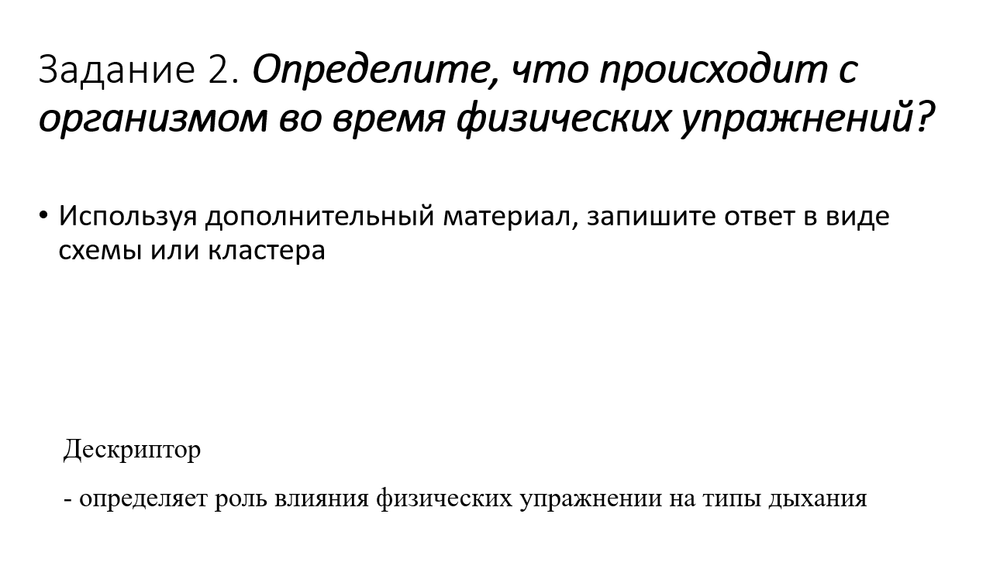 Задание 2. Определите, что происходит с
организмом во время физических упражнений?
• Используя дополнительный материал, запишите ответ в виде
схемы или кластера
Дескриптор
- определяет роль влияния физических упражнении на типы дыхания